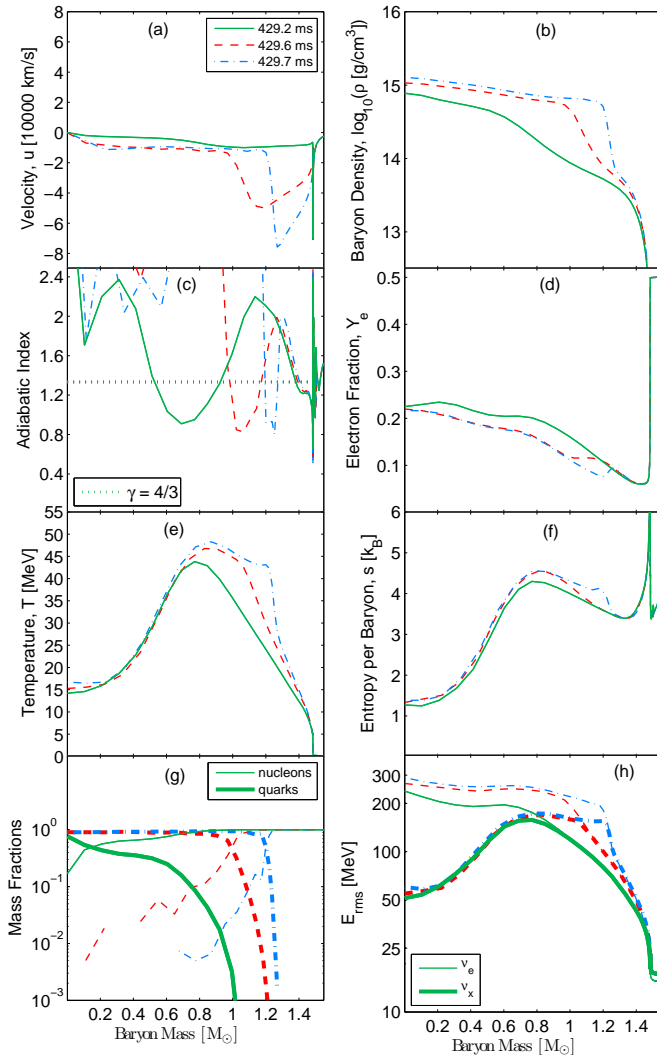 (a)
429.2 ms
429.6 ms
429.7 ms
Velocity, u [10000 km/s]
8
6
4
2
0
−2
−4
−6
−8
(b)
Baryon Density, log10(ρ [g/cm3])
16
15
14
13
(c)
Adiabatic Index
2.4
2
1.6
1.2
0.8
0.4
γ = 4/3
(d)
Electron Fraction, Ye
0.5
0.4
0.3
0.2
0.1
(e)
Temperature, T [MeV]
55
50
45
40
35
30
25
20
15
10
5
0
(f)
Entropy per Baryon, s [kB]
6
5
4
3
2
1
(g)
nucleons
quarks
Mass Fractions
10^0
10^−1
10^−2
10^−3
0.2 0.4 0.6 0.8 1 1.2 1.4
Baryon Mass [M⊙]
(h)
Erms [MeV]
300
200
100
50
25
10
νe
νx
0.2 0.4 0.6 0.8 1 1.2 1.4
Baryon Mass [M⊙]